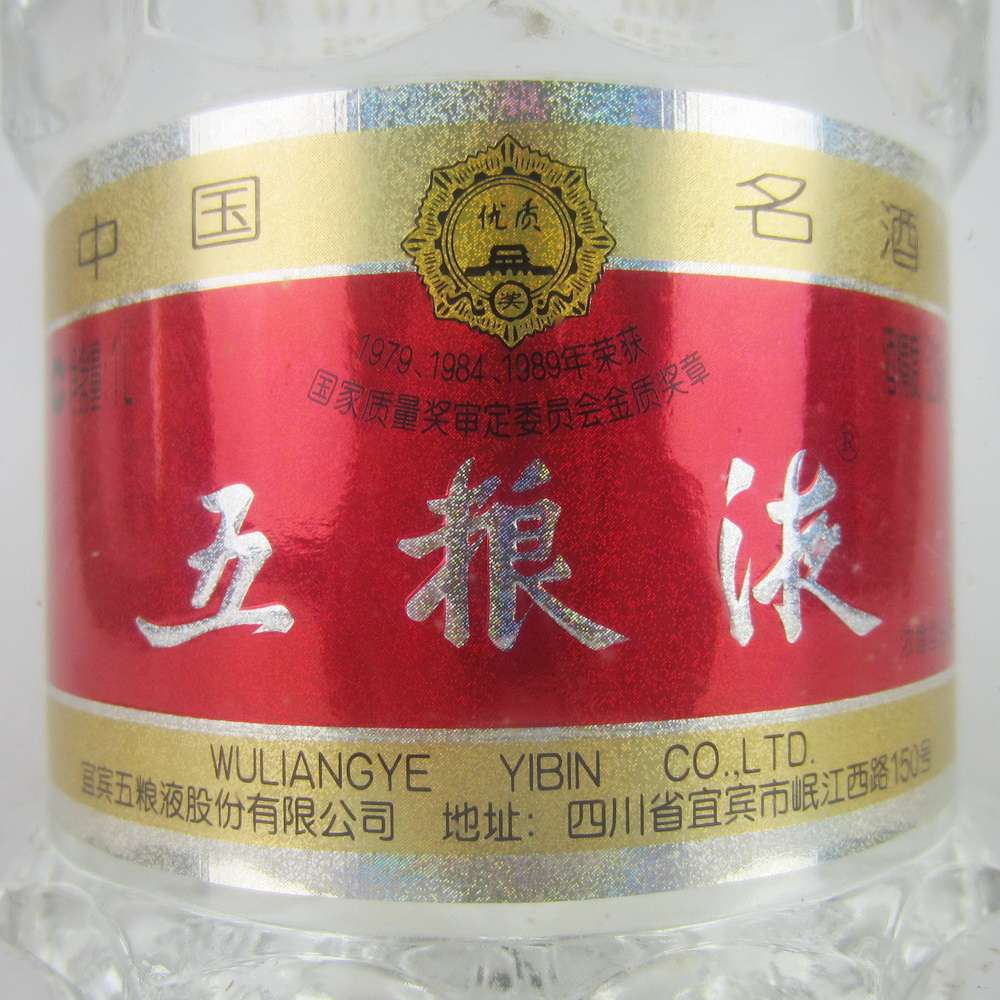 中国名酒
优质
奖
1979、1984、1989年荣获
国家质量奖审定委员会金质奖章
五粮液®
WULIANGYE YIBIN CO.,LTD.
宜宾五粮液股份有限公司 地址：四川省宜宾市岷江西路150号